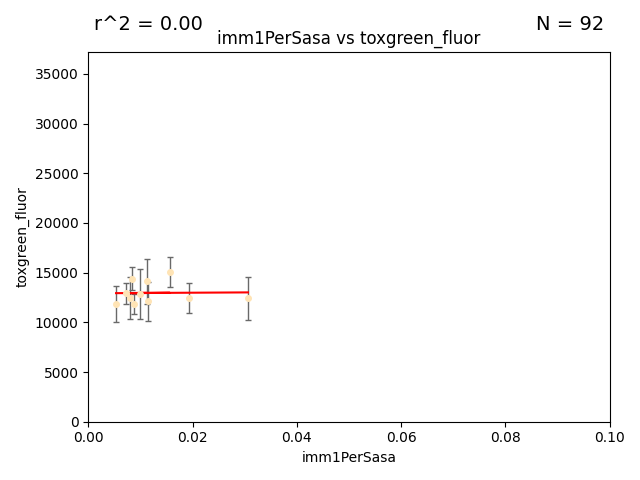 r^2 = 0.00
N = 92
imm1PerSasa vs toxgreen_fluor
35000
30000
25000
20000
15000
10000
5000
0
toxgreen_fluor
0.00
0.02
0.04
0.06
0.08
0.10
imm1PerSasa